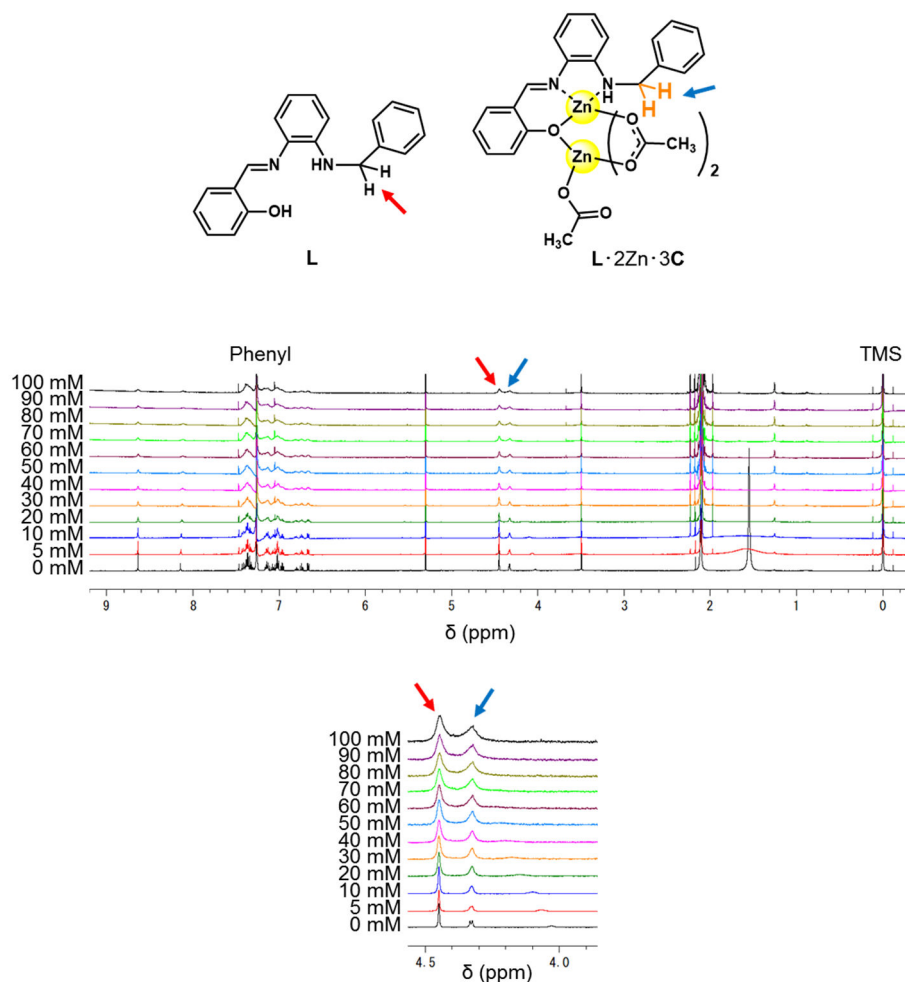 N
N
H
H
H
Zn
O
O
O
CH₃
Zn
2
O
O
H₃C
N
HN
H
H
OH
L
L·2Zn·3C
Phenyl
TMS
100 mM
90 mM
80 mM
70 mM
60 mM
50 mM
40 mM
30 mM
20 mM
10 mM
5 mM
0 mM
9 8 7 6 5 4 3 2 1 0
δ (ppm)
100 mM
90 mM
80 mM
70 mM
60 mM
50 mM
40 mM
30 mM
20 mM
10 mM
5 mM
0 mM
4.5 4.0
δ (ppm)